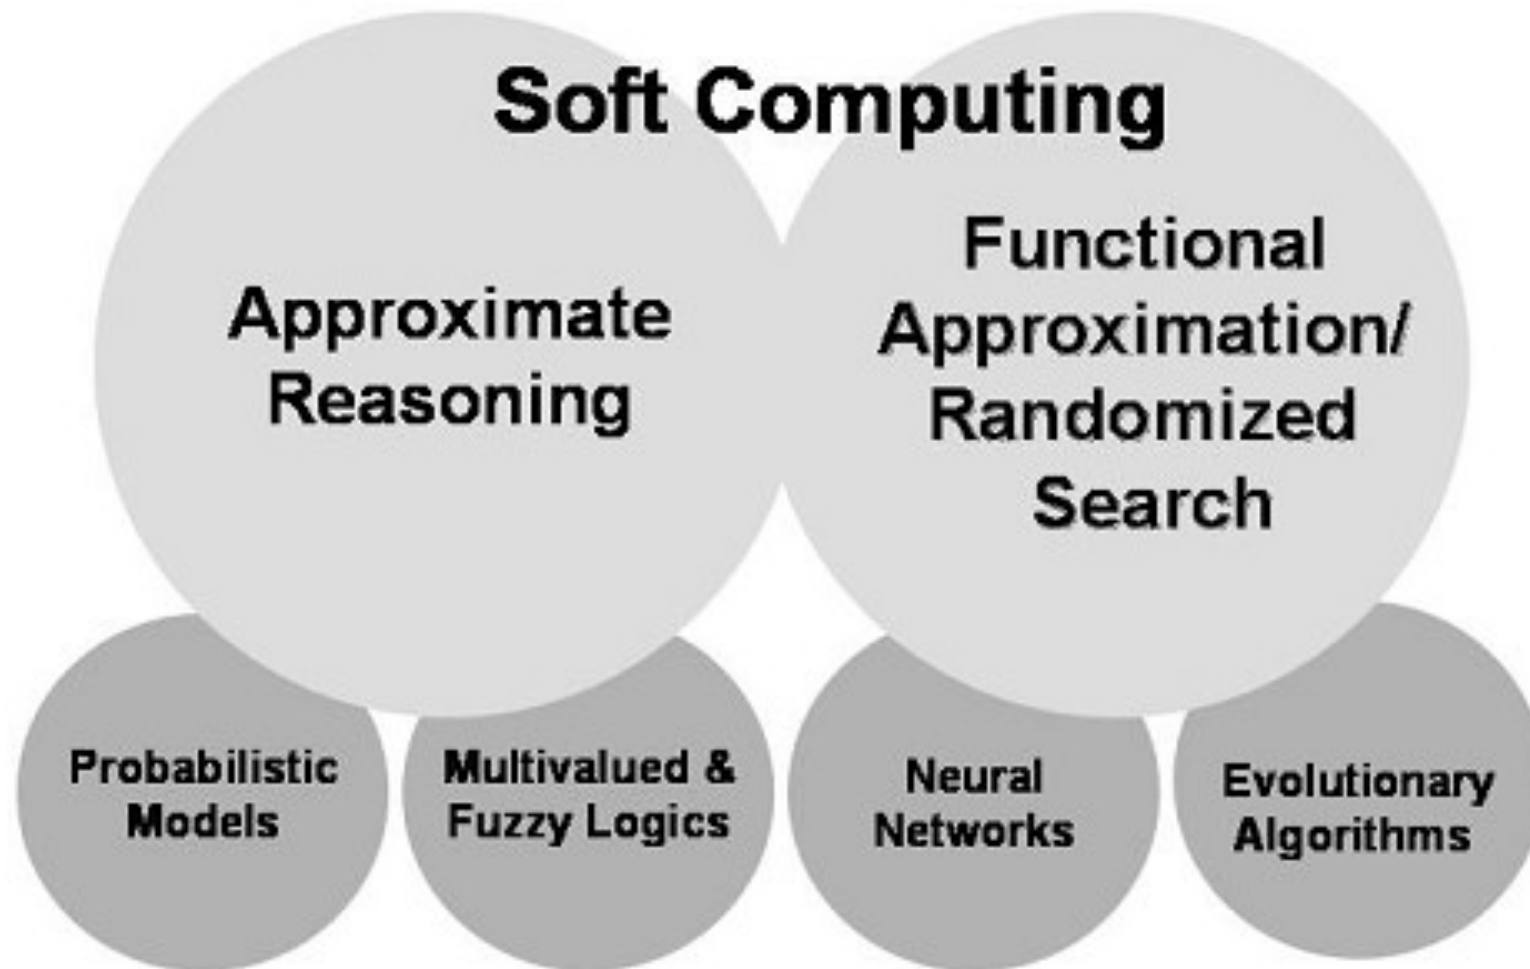 Soft Computing
Approximate
Reasoning
Functional
Approximation/
Randomized
Search
Probabilistic
Models
Multivalued &
Fuzzy Logics
Neural
Networks
Evolutionary
Algorithms